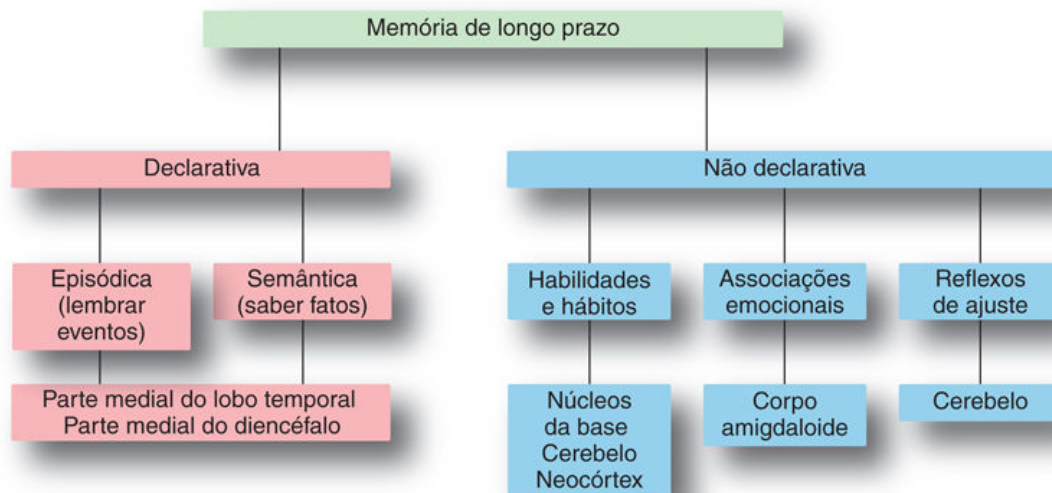 Memória de longo prazo
Declarativa
Não declarativa
Episódica
(lembrar
eventos)
Semântica
(saber fatos)
Habilidades
e hábitos
Associações
emocionais
Reflexos
de ajuste
Parte medial do lobo temporal
Parte medial do diencéfalo
Núcleos
da base
Cerebelo
Neocórtex
Corpo
amigdaloide
Cerebelo